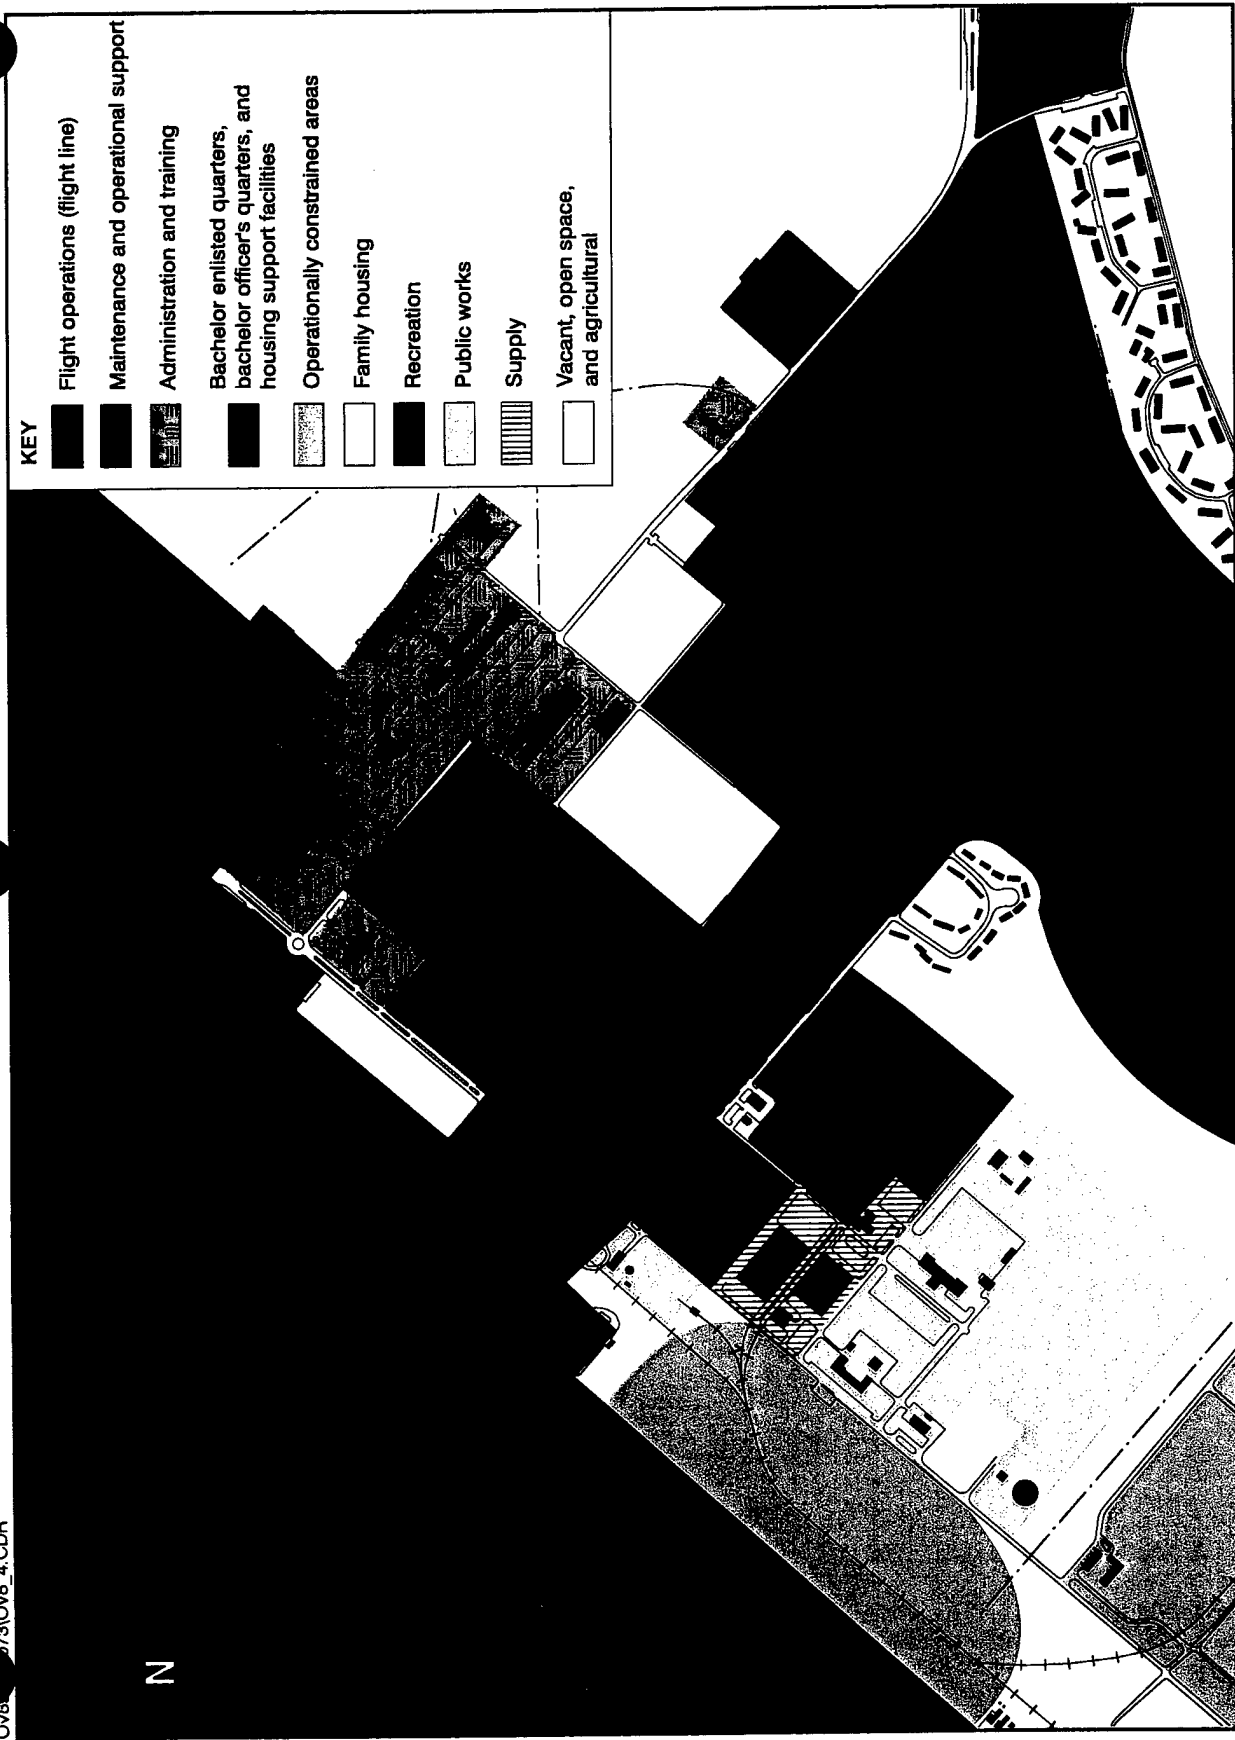 KEY
Flight operations (flight line)
Maintenance and operational support
Administration and training
Bachelor enlisted quarters,
bachelor officer's quarters, and
housing support facilities
Operationally constrained areas
Family housing
Recreation
Public works
Supply
Vacant, open space,
and agricultural
N